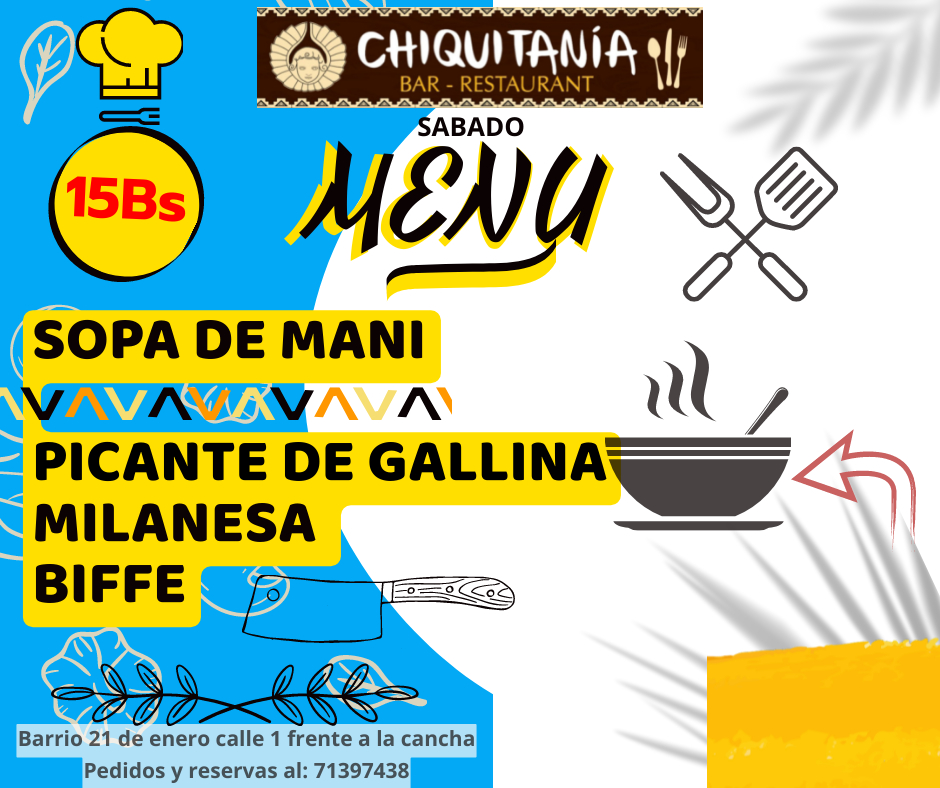 CHIQUITANÍA
BAR - RESTAURANT
SABADO
MENU
15Bs
SOPA DE MANI
PICANTE DE GALLINA
MILANESA
BIFFE
Barrio 21 de enero calle 1 frente a la cancha
Pedidos y reservas al: 71397438